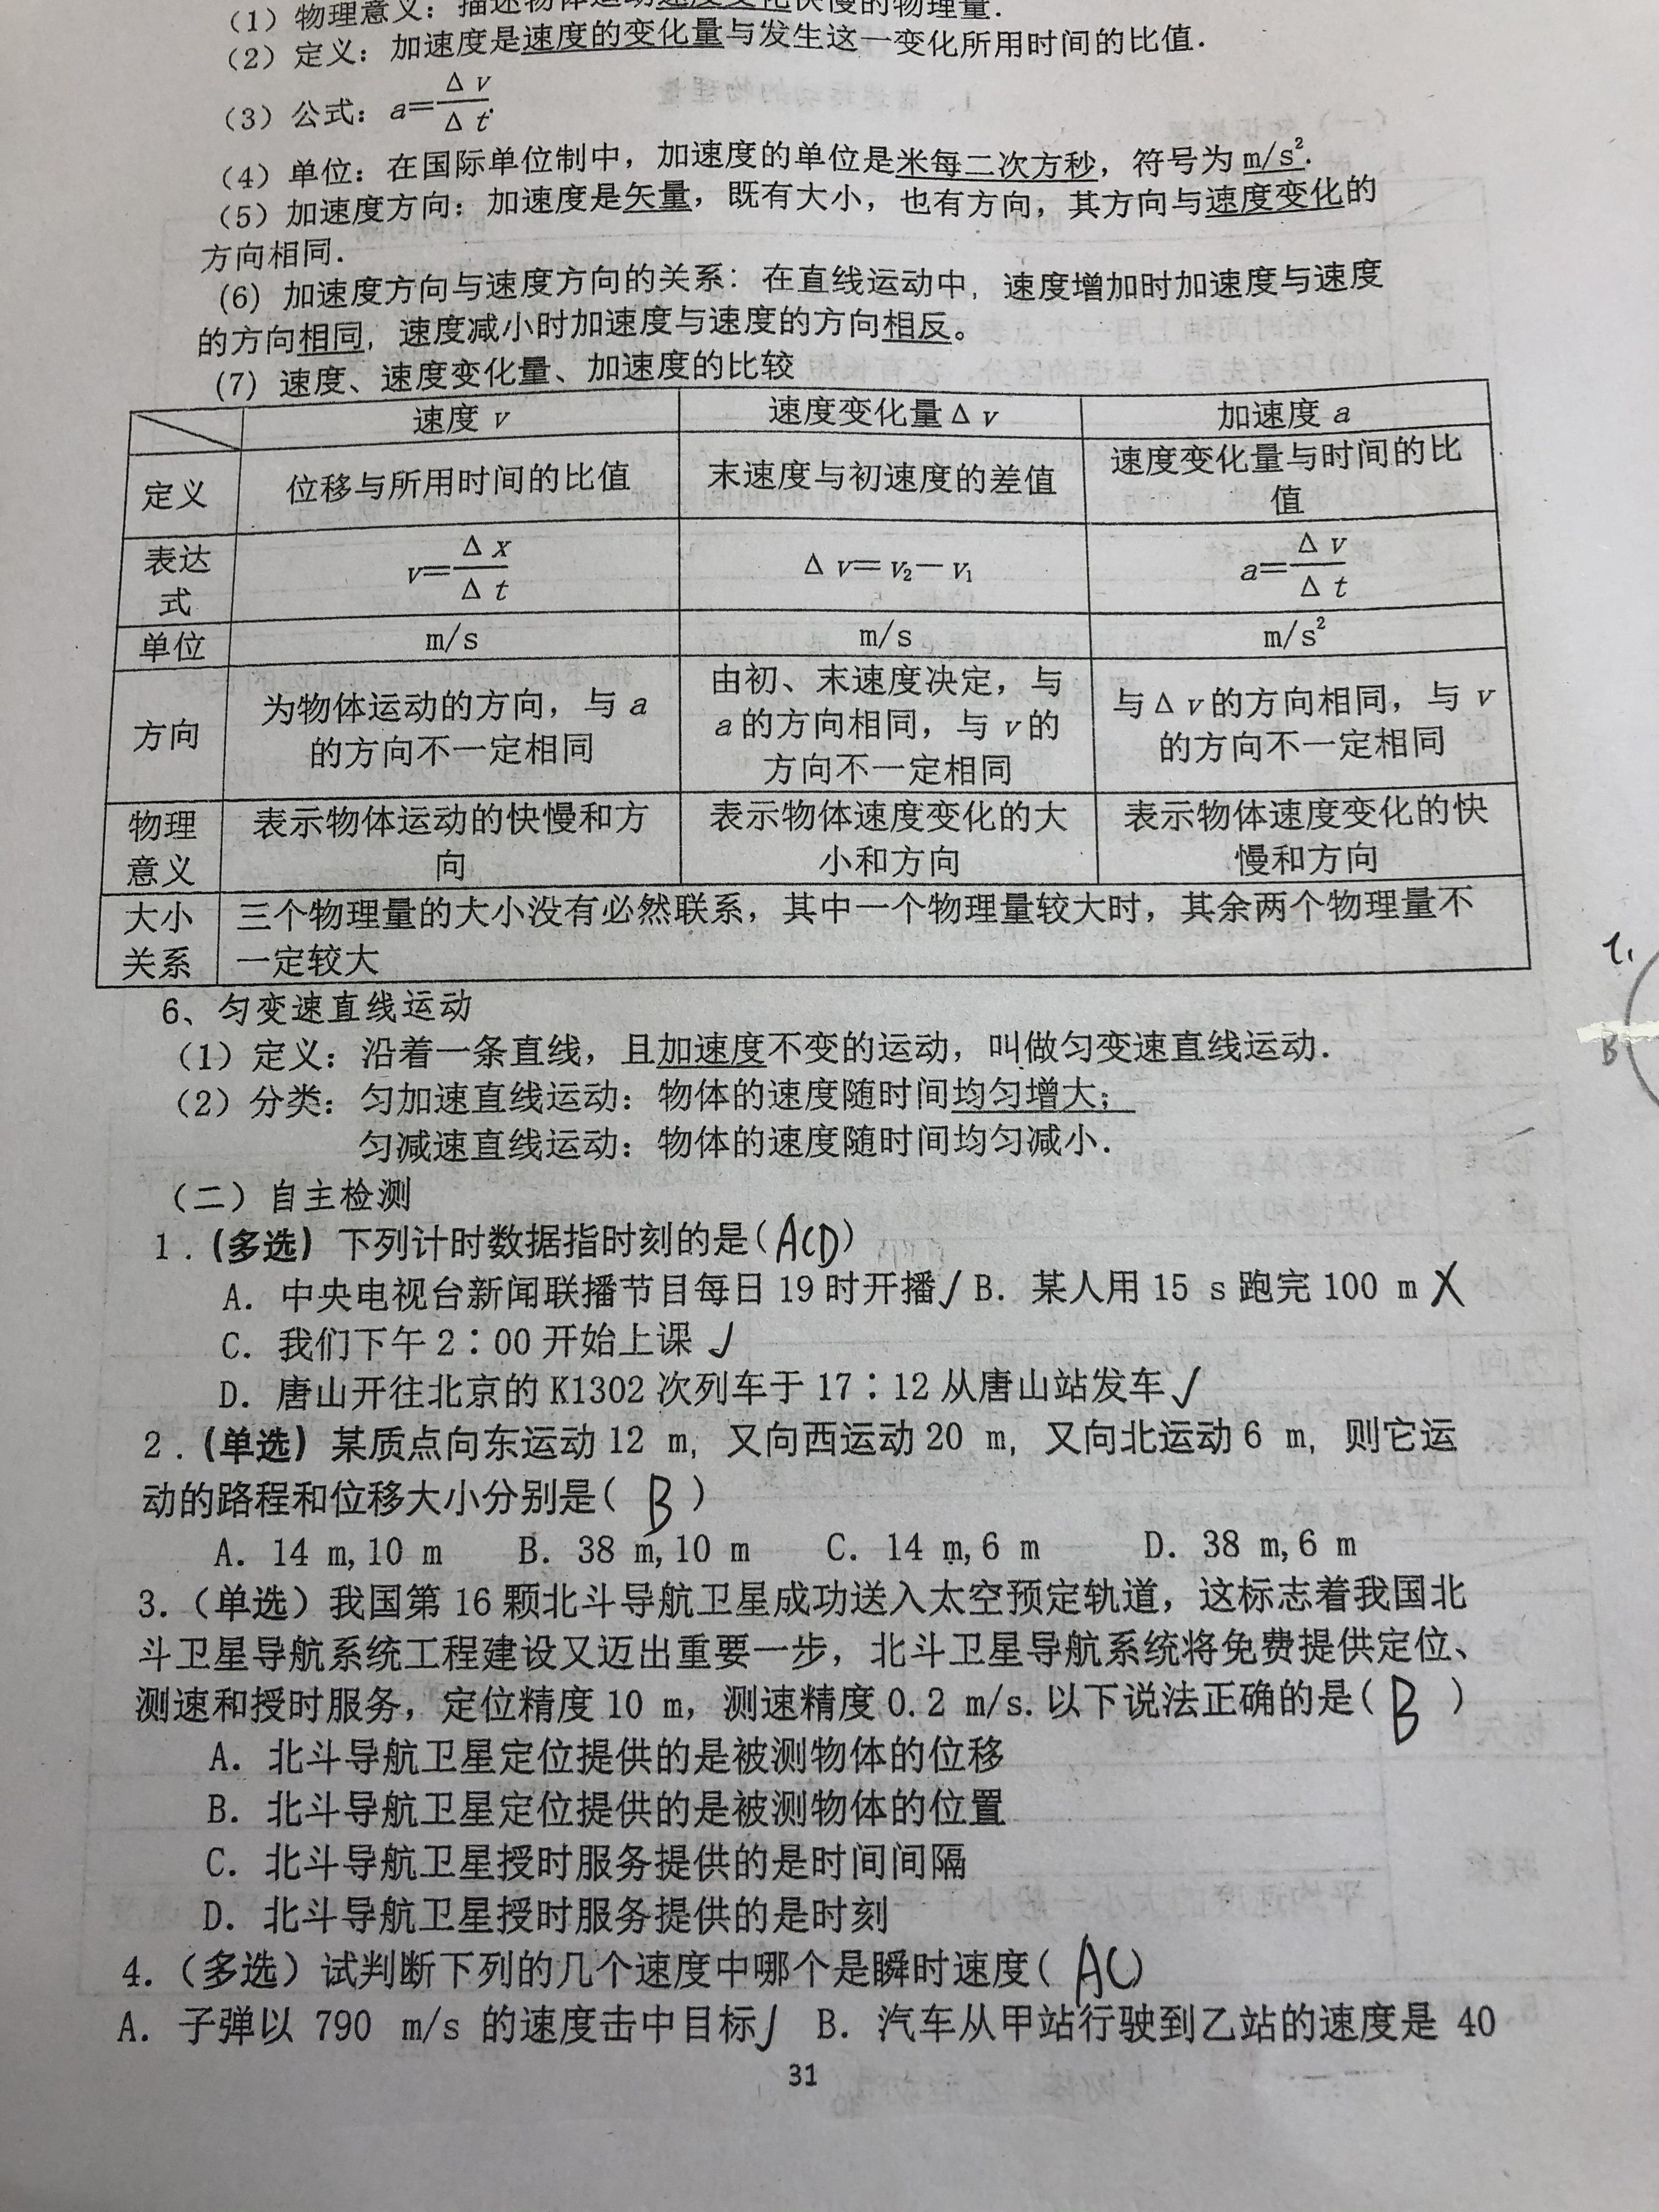 (1) 物理意义：描述物体运动速度变化快慢的物理量．
(2) 定义：加速度是速度的变化量与发生这一变化所用时间的比值．
(3) 公式：a=Δv/Δt.
(4) 单位：在国际单位制中，加速度的单位是米每二次方秒，符号为 m/s².
(5) 加速度方向：加速度是矢量，既有大小，也有方向，其方向与速度变化的
方向相同．
(6) 加速度方向与速度方向的关系：在直线运动中，速度增加时加速度与速度
的方向相同，速度减小时加速度与速度的方向相反。
(7) 速度、速度变化量、加速度的比较
速度 v 速度变化量 Δv 加速度 a
定义 位移与所用时间的比值 末速度与初速度的差值 速度变化量与时间的比
值
表达
式 v=Δx/Δt Δv=v₂－v₁ a=Δv/Δt
单位 m/s m/s m/s²
方向 为物体运动的方向，与 a
的方向不一定相同
由初、末速度决定，与
a 的方向相同，与 v 的
方向不一定相同
与 Δv 的方向相同，与 v
的方向不一定相同
物理
意义
表示物体运动的快慢和方
向
表示物体速度变化的大
小和方向
表示物体速度变化的快
慢和方向
大小
关系
三个物理量的大小没有必然联系，其中一个物理量较大时，其余两个物理量不
一定较大
6、匀变速直线运动
(1) 定义：沿着一条直线，且加速度不变的运动，叫做匀变速直线运动．
(2) 分类：匀加速直线运动：物体的速度随时间均匀增大；
匀减速直线运动：物体的速度随时间均匀减小．
（二）自主检测
1．(多选) 下列计时数据指时刻的是(ACD)
A. 中央电视台新闻联播节目每日 19 时开播√ B. 某人用 15 s 跑完 100 m X
C. 我们下午 2∶00 开始上课 √
D. 唐山开往北京的 K1302 次列车于 17∶12 从唐山站发车√
2．(单选) 某质点向东运动 12 m, 又向西运动 20 m, 又向北运动 6 m, 则它运
动的路程和位移大小分别是( B )
A. 14 m,10 m B. 38 m,10 m C. 14 m,6 m D. 38 m,6 m
3.（单选）我国第 16 颗北斗导航卫星成功送入太空预定轨道，这标志着我国北
斗卫星导航系统工程建设又迈出重要一步，北斗卫星导航系统将免费提供定位、
测速和授时服务，定位精度 10 m，测速精度 0.2 m/s. 以下说法正确的是( B )
A. 北斗导航卫星定位提供的是被测物体的位移
B. 北斗导航卫星定位提供的是被测物体的位置
C. 北斗导航卫星授时服务提供的是时间间隔
D. 北斗导航卫星授时服务提供的是时刻
4.（多选）试判断下列的几个速度中哪个是瞬时速度( AC)
A. 子弹以 790 m/s 的速度击中目标√ B. 汽车从甲站行驶到乙站的速度是 40
31
B